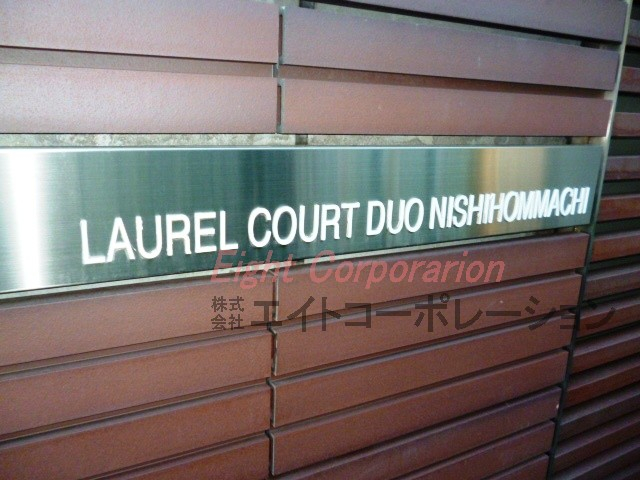 LAUREL COURT DUO NISHIHOMMACHI
Eight Corporarion
株式会社 エイトコーポレーション